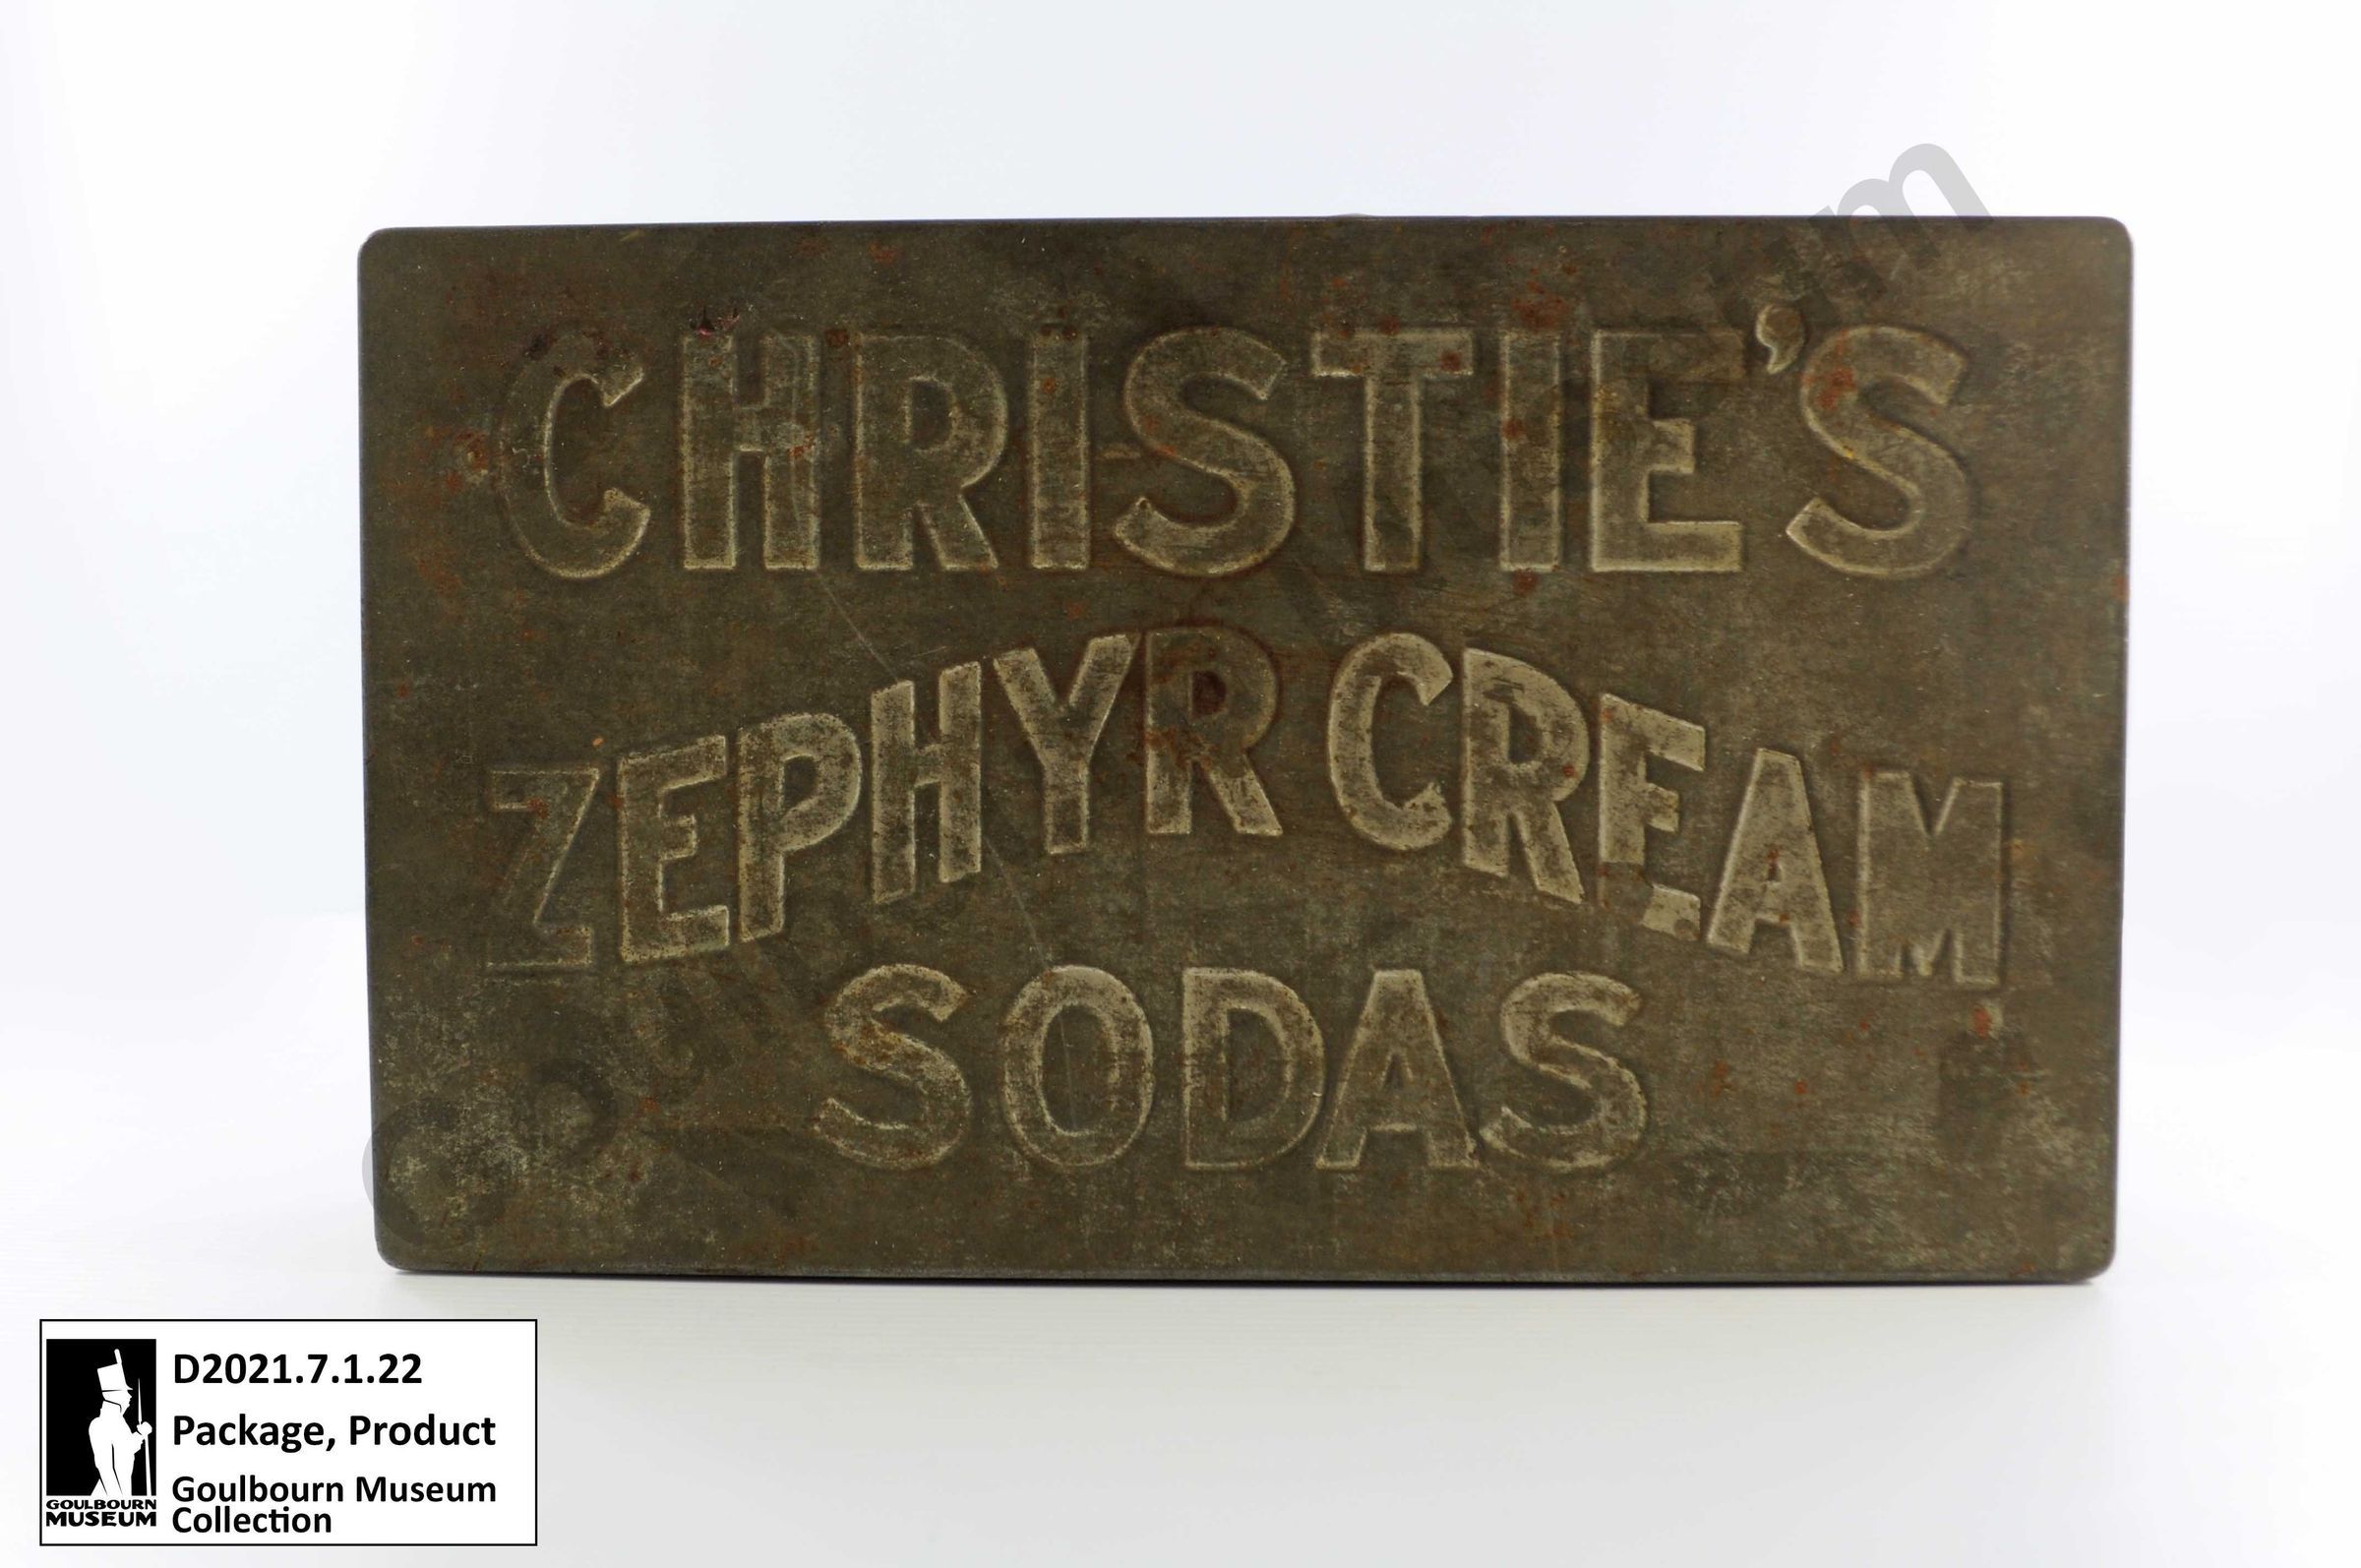 CHRISTIE'S
ZEPHYR CREAM
SODAS
D2021.7.1.22
Package, Product
Goulbourn Museum
Collection
GOULBOURN
MUSEUM